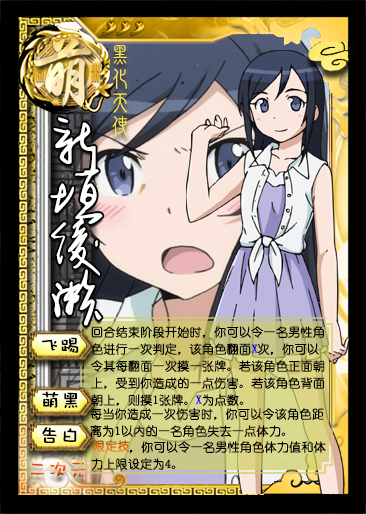 萌
黑化天使
新垣绫濑
飞踢
回合结束阶段开始时，你可以令一名男性角
色进行一次判定，该角色翻面X次，你可以
令其每翻面一次摸一张牌。若该角色正面朝
上，受到你造成的一点伤害。若该角色背面
朝上，则摸1张牌。X为点数。
萌黑
每当你造成一次伤害时，你可以令该角色距
离为1以内的一名角色失去一点体力。
告白
限定技，你可以令一名男性角色体力值和体
力上限设定为4。
二次元